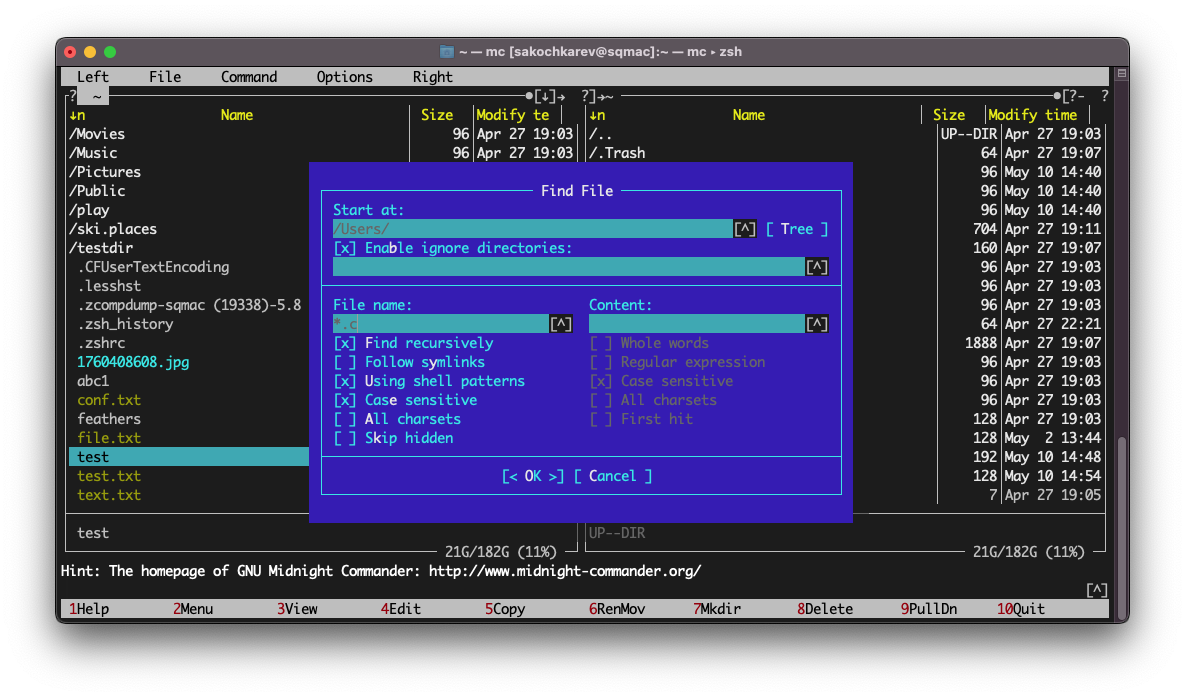 ~ — mc [sakochkarev@sqmac]:~ — mc ▸ zsh
Left File Command Options Right
? ~ [↓]→ ?]→~ [?- ?
↓n Name Size Modify te ↓n Name Size Modify time
/Movies 96 Apr 27 19:03 /.. UP--DIR Apr 27 19:03
/Music 96 Apr 27 19:03 /.Trash 64 Apr 27 19:07
/Pictures 96 May 10 14:40
/Public Find File 96 May 10 14:40
/play Start at: 96 May 10 14:40
/ski.places /Users/ [^] [ Tree ] 704 Apr 27 19:11
/testdir [x] Enable ignore directories: 160 Apr 27 19:07
.CFUserTextEncoding [^] 96 Apr 27 19:03
.lesshst 96 Apr 27 19:03
.zcompdump-sqmac (19338)-5.8 File name: Content: 96 Apr 27 19:03
.zsh_history *.c [^] [^] 64 Apr 22 22:21
.zshrc [x] Find recursively [ ] Whole words 1888 Apr 27 19:07
1760408608.jpg [ ] Follow symlinks [ ] Regular expression 96 Apr 27 19:03
abc1 [x] Using shell patterns [x] Case sensitive 96 Apr 27 19:03
conf.txt [x] Case sensitive [ ] All charsets 96 Apr 27 19:03
feathers [ ] All charsets [ ] First hit 128 Apr 27 19:03
file.txt [ ] Skip hidden 128 May 2 13:44
test 192 May 10 14:48
test.txt [< OK >] [ Cancel ] 128 May 10 14:54
text.txt 7 Apr 27 19:05
test UP--DIR
21G/182G (11%) 21G/182G (11%)
Hint: The homepage of GNU Midnight Commander: http://www.midnight-commander.org/
[^]
1Help 2Menu 3View 4Edit 5Copy 6RenMov 7Mkdir 8Delete 9PullDn 10Quit